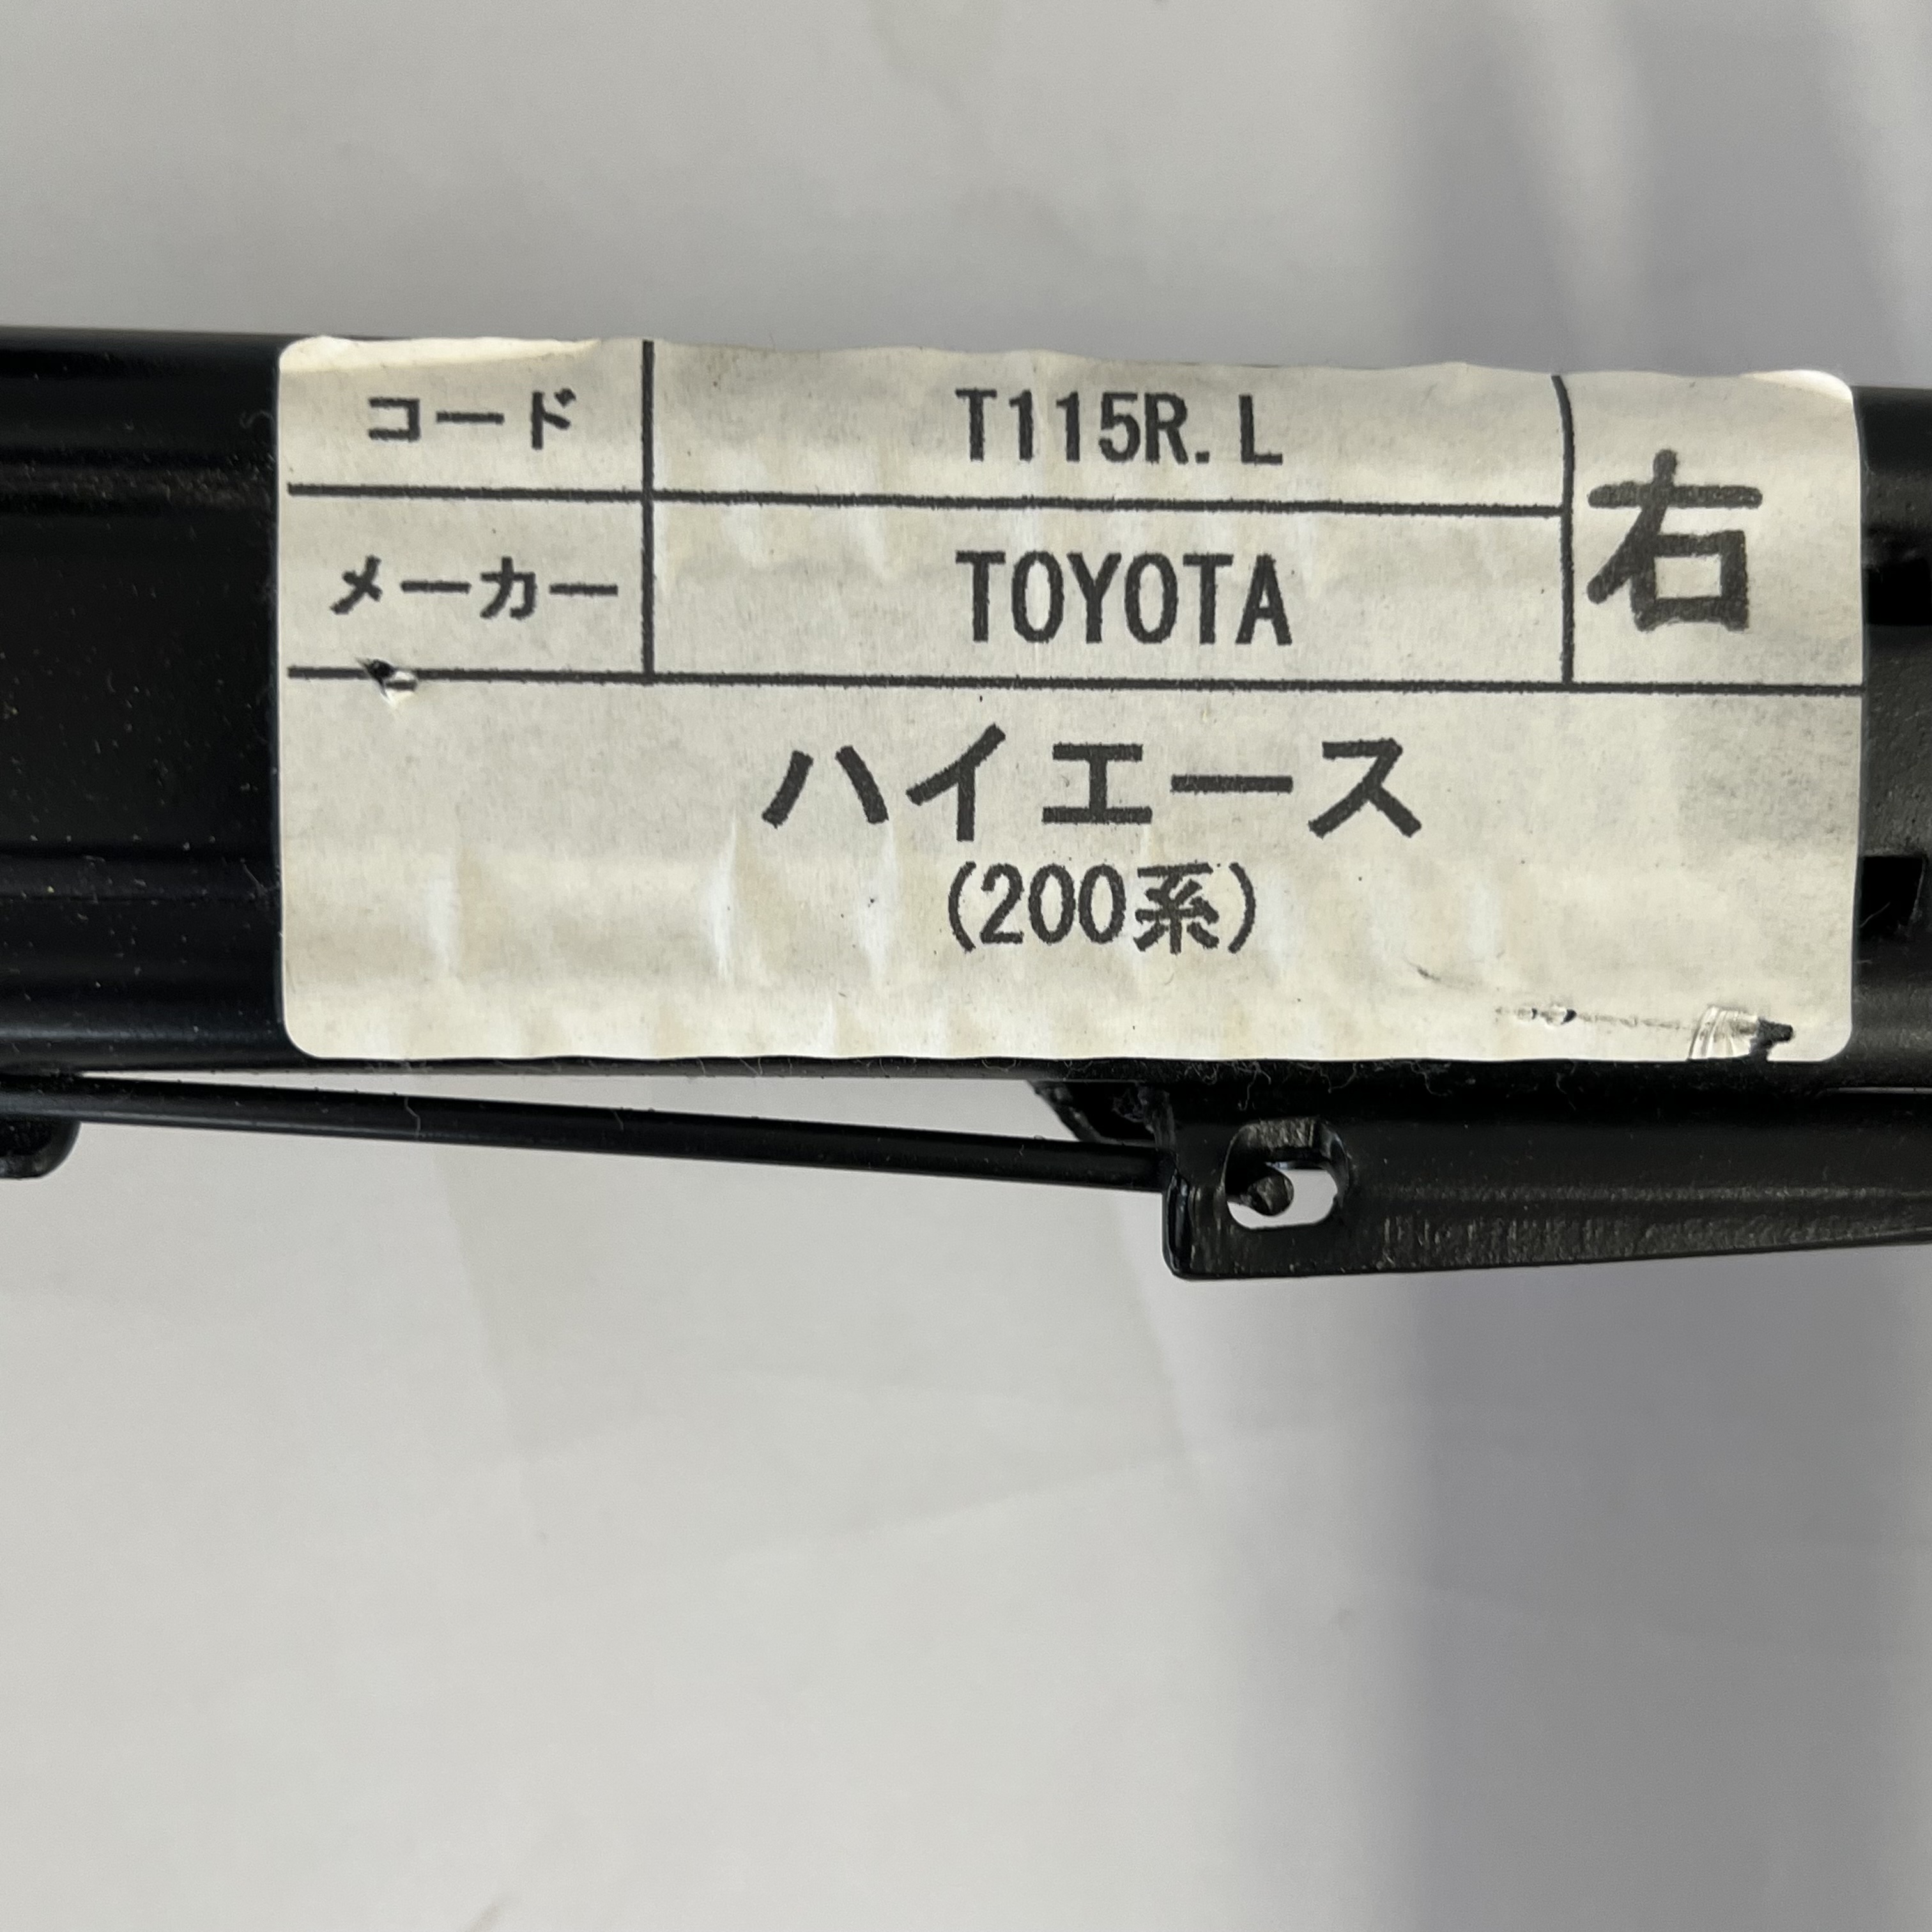 コード T115R.L
右
メーカー TOYOTA
ハイエース
(200系)